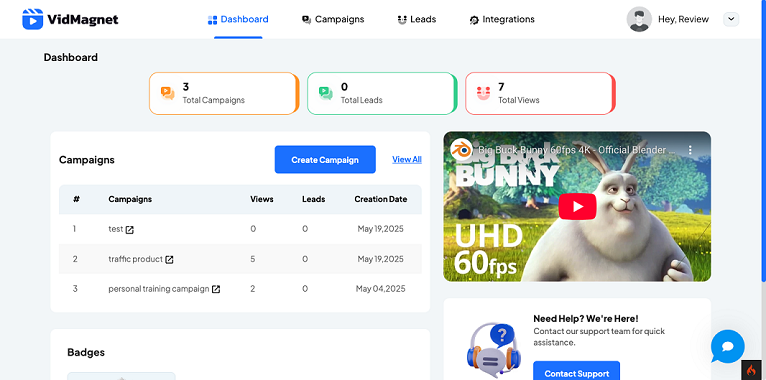 VidMagnet
Dashboard Campaigns Leads Integrations Hey, Review
Dashboard
3
Total Campaigns
0
Total Leads
7
Total Views
Campaigns Create Campaign View All
# Campaigns Views Leads Creation Date
1 test 0 0 May 19,2025
2 traffic product 5 0 May 19,2025
3 personal training campaign 2 0 May 04,2025
Badges
Big Buck Bunny 60fps 4K - Official Blender ...
BIG BUCK
BUNNY
UHD
60fps
Need Help? We're Here!
Contact our support team for quick
assistance.
Contact Support